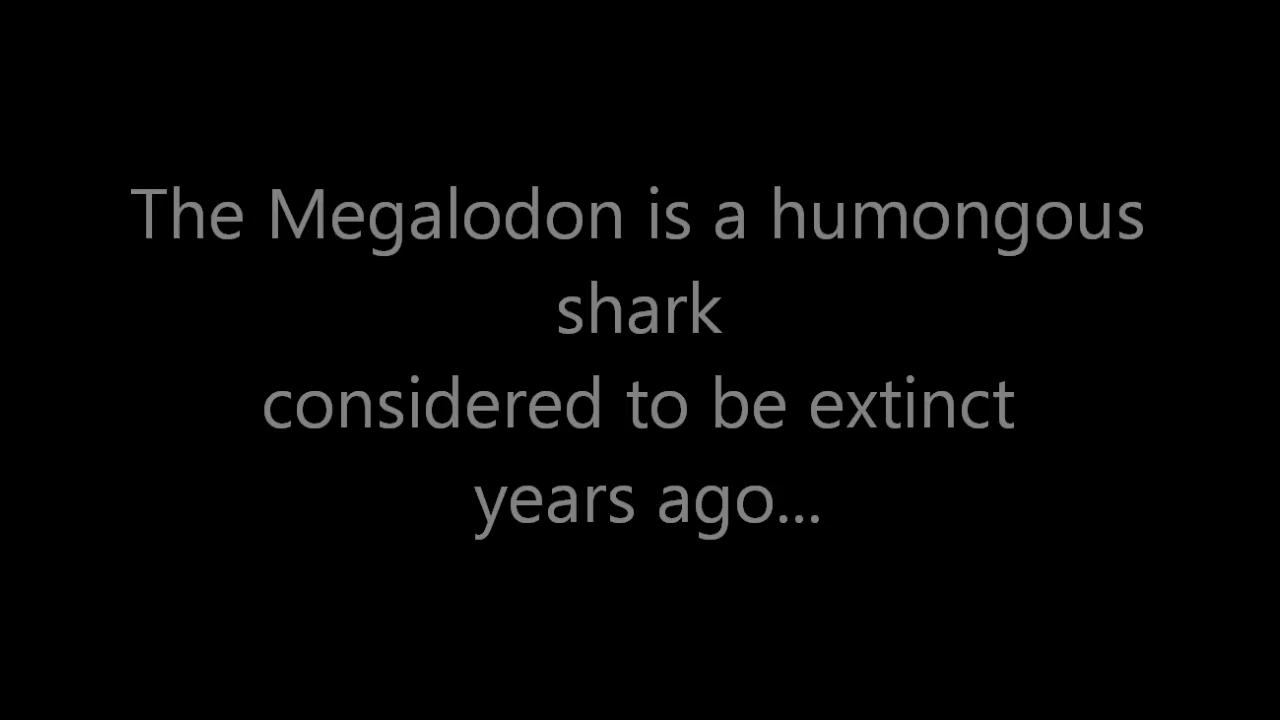 The Megalodon is a humongous
shark
considered to be extinct
years ago...